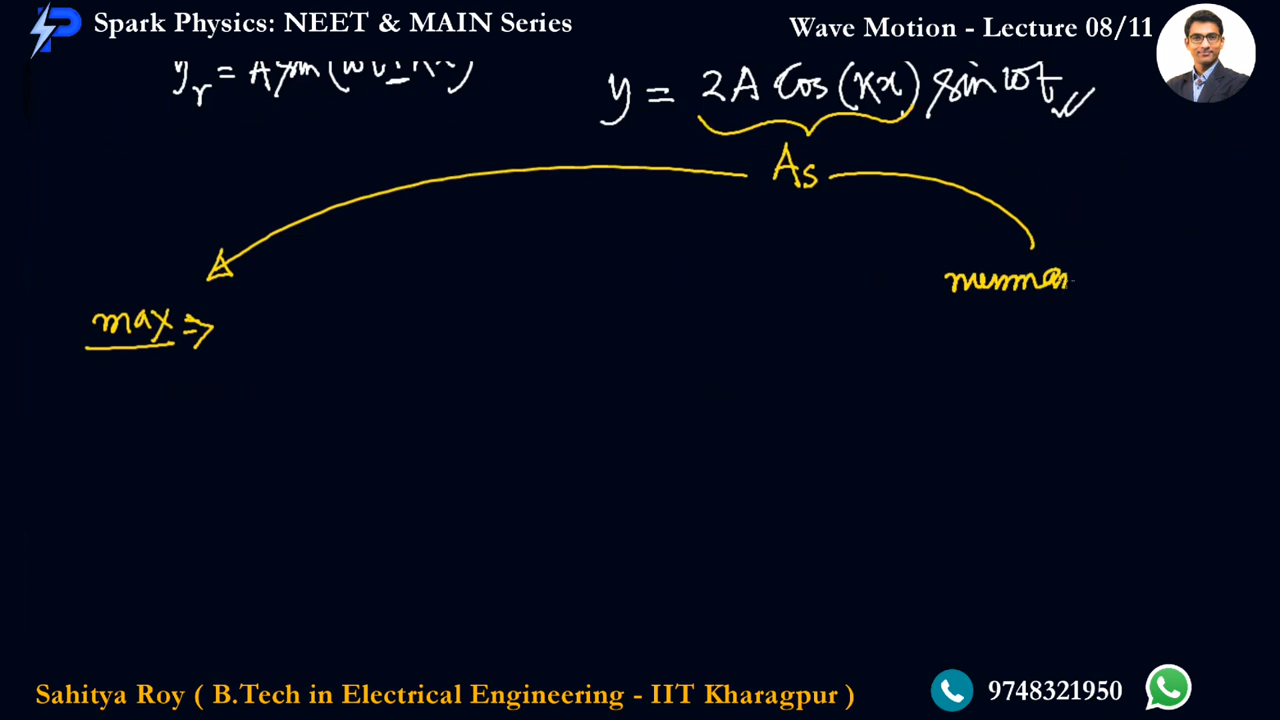 Spark Physics: NEET & MAIN Series
Wave Motion - Lecture 08/11
y = 2A Cos(Kx) sin ωt
As
max ⇒
Sahitya Roy ( B.Tech in Electrical Engineering - IIT Kharagpur )
9748321950